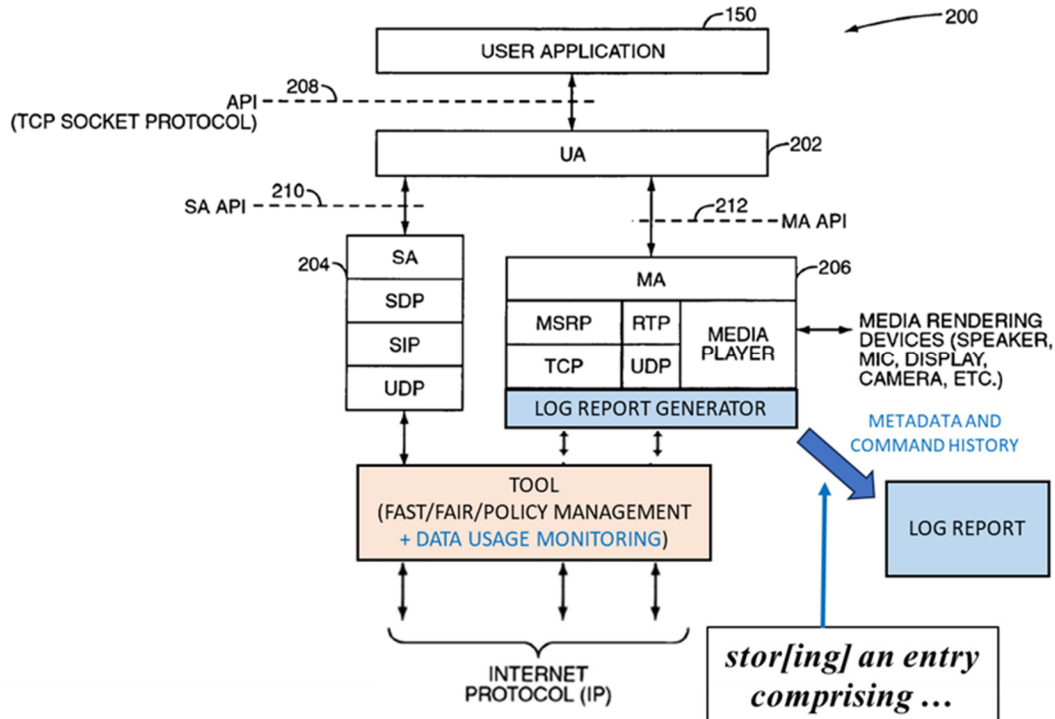 150
200
USER APPLICATION
208
API
(TCP SOCKET PROTOCOL)
UA
202
210
SA API
212
MA API
204
SA
SDP
SIP
UDP
206
MA
MSRP
RTP
MEDIA
PLAYER
TCP
UDP
MEDIA RENDERING
DEVICES (SPEAKER,
MIC, DISPLAY,
CAMERA, ETC.)
LOG REPORT GENERATOR
METADATA AND
COMMAND HISTORY
TOOL
(FAST/FAIR/POLICY MANAGEMENT
+ DATA USAGE MONITORING)
LOG REPORT
INTERNET
PROTOCOL (IP)
stor[ing] an entry
comprising ...